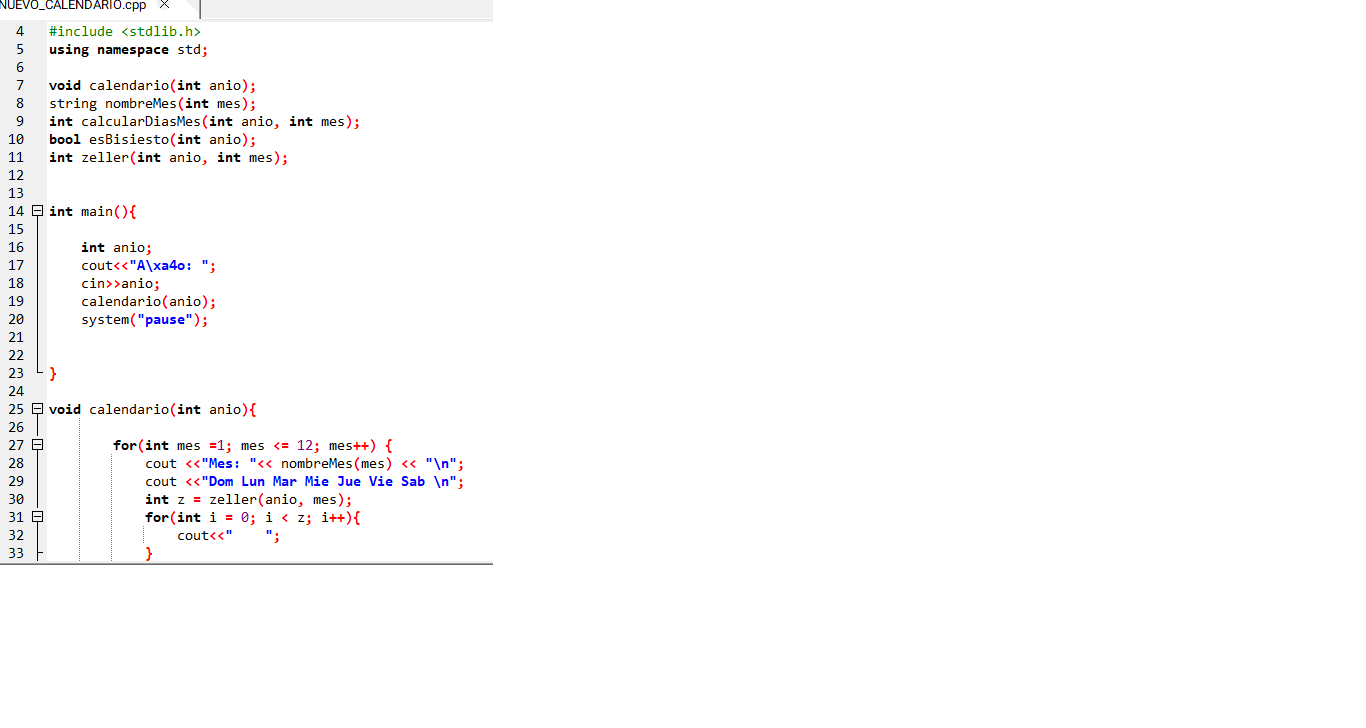 NUEVO_CALENDARIO.cpp ×
4 #include <stdlib.h>
5 using namespace std;
6
7 void calendario(int anio);
8 string nombreMes(int mes);
9 int calcularDiasMes(int anio, int mes);
10 bool esBisiesto(int anio);
11 int zeller(int anio, int mes);
12
13
14 int main(){
15
16     int anio;
17     cout<<"A\xa4o: ";
18     cin>>anio;
19     calendario(anio);
20     system("pause");
21
22
23 }
24
25 void calendario(int anio){
26
27         for(int mes =1; mes <= 12; mes++) {
28             cout <<"Mes: "<< nombreMes(mes) << "\n";
29             cout <<"Dom Lun Mar Mie Jue Vie Sab \n";
30             int z = zeller(anio, mes);
31             for(int i = 0; i < z; i++){
32                 cout<<"    ";
33             }